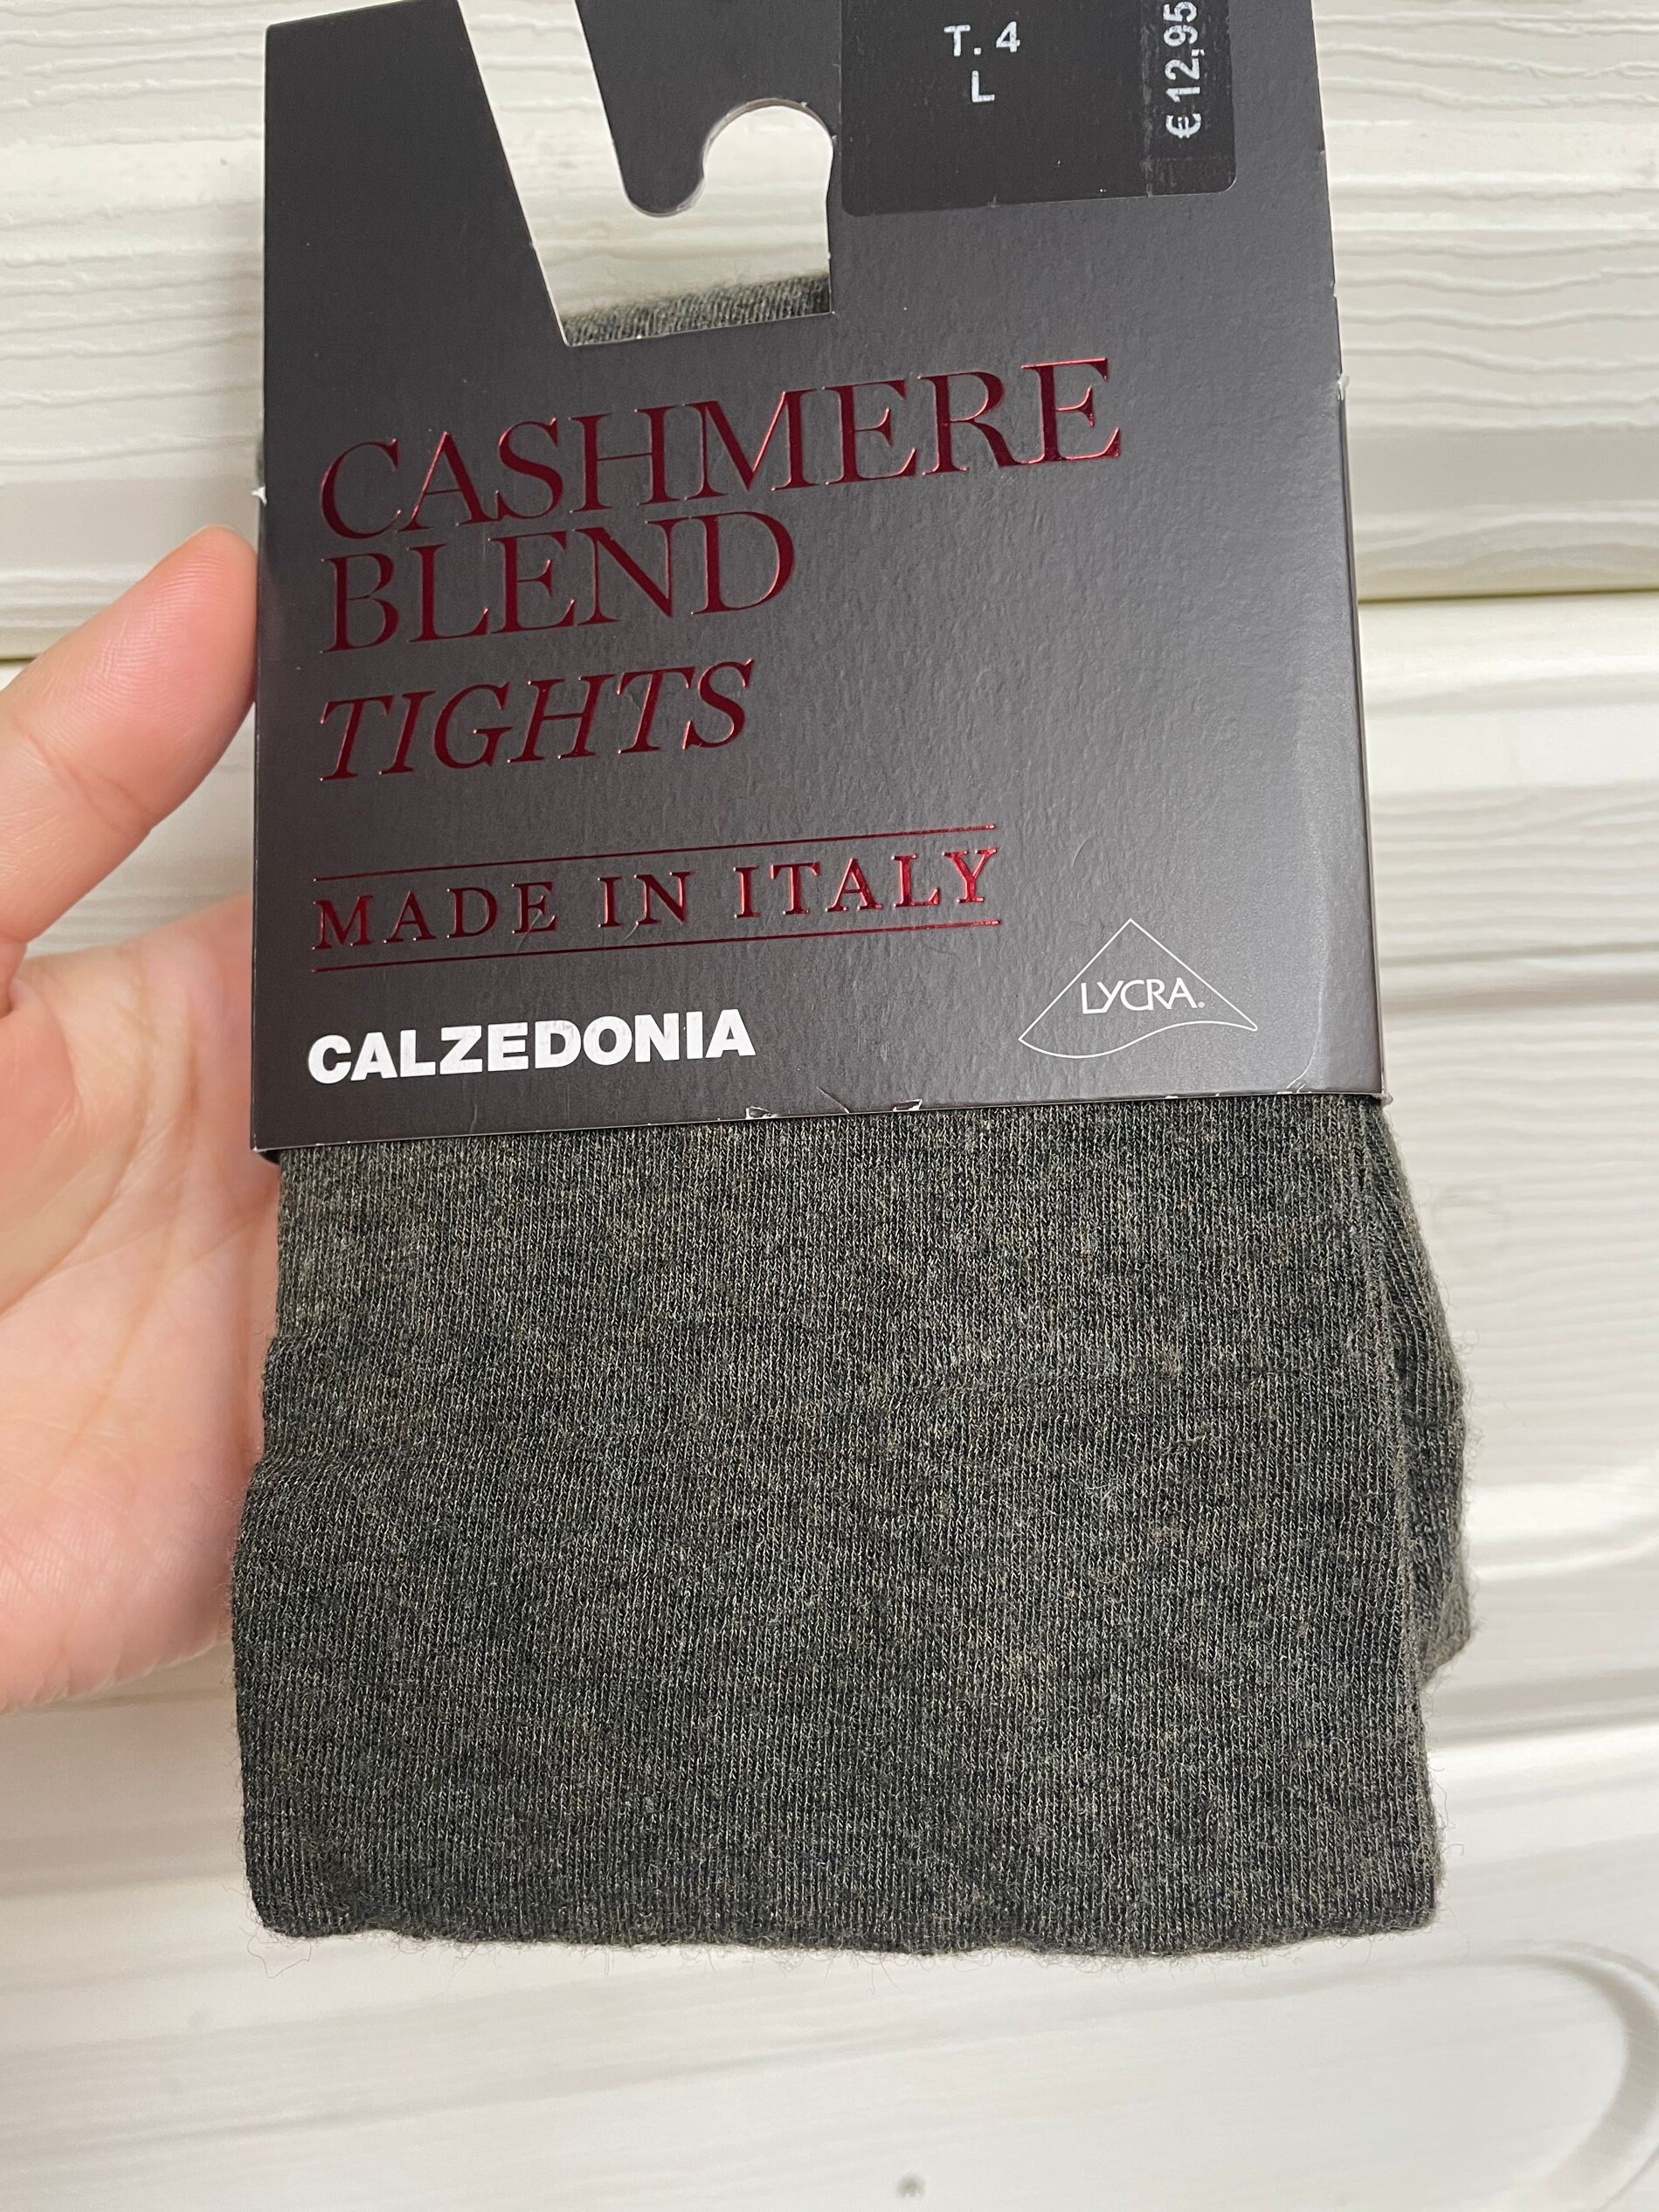 T. 4
L
€ 12,95
CASHMERE
BLEND
TIGHTS
MADE IN ITALY
CALZEDONIA
LYCRA®